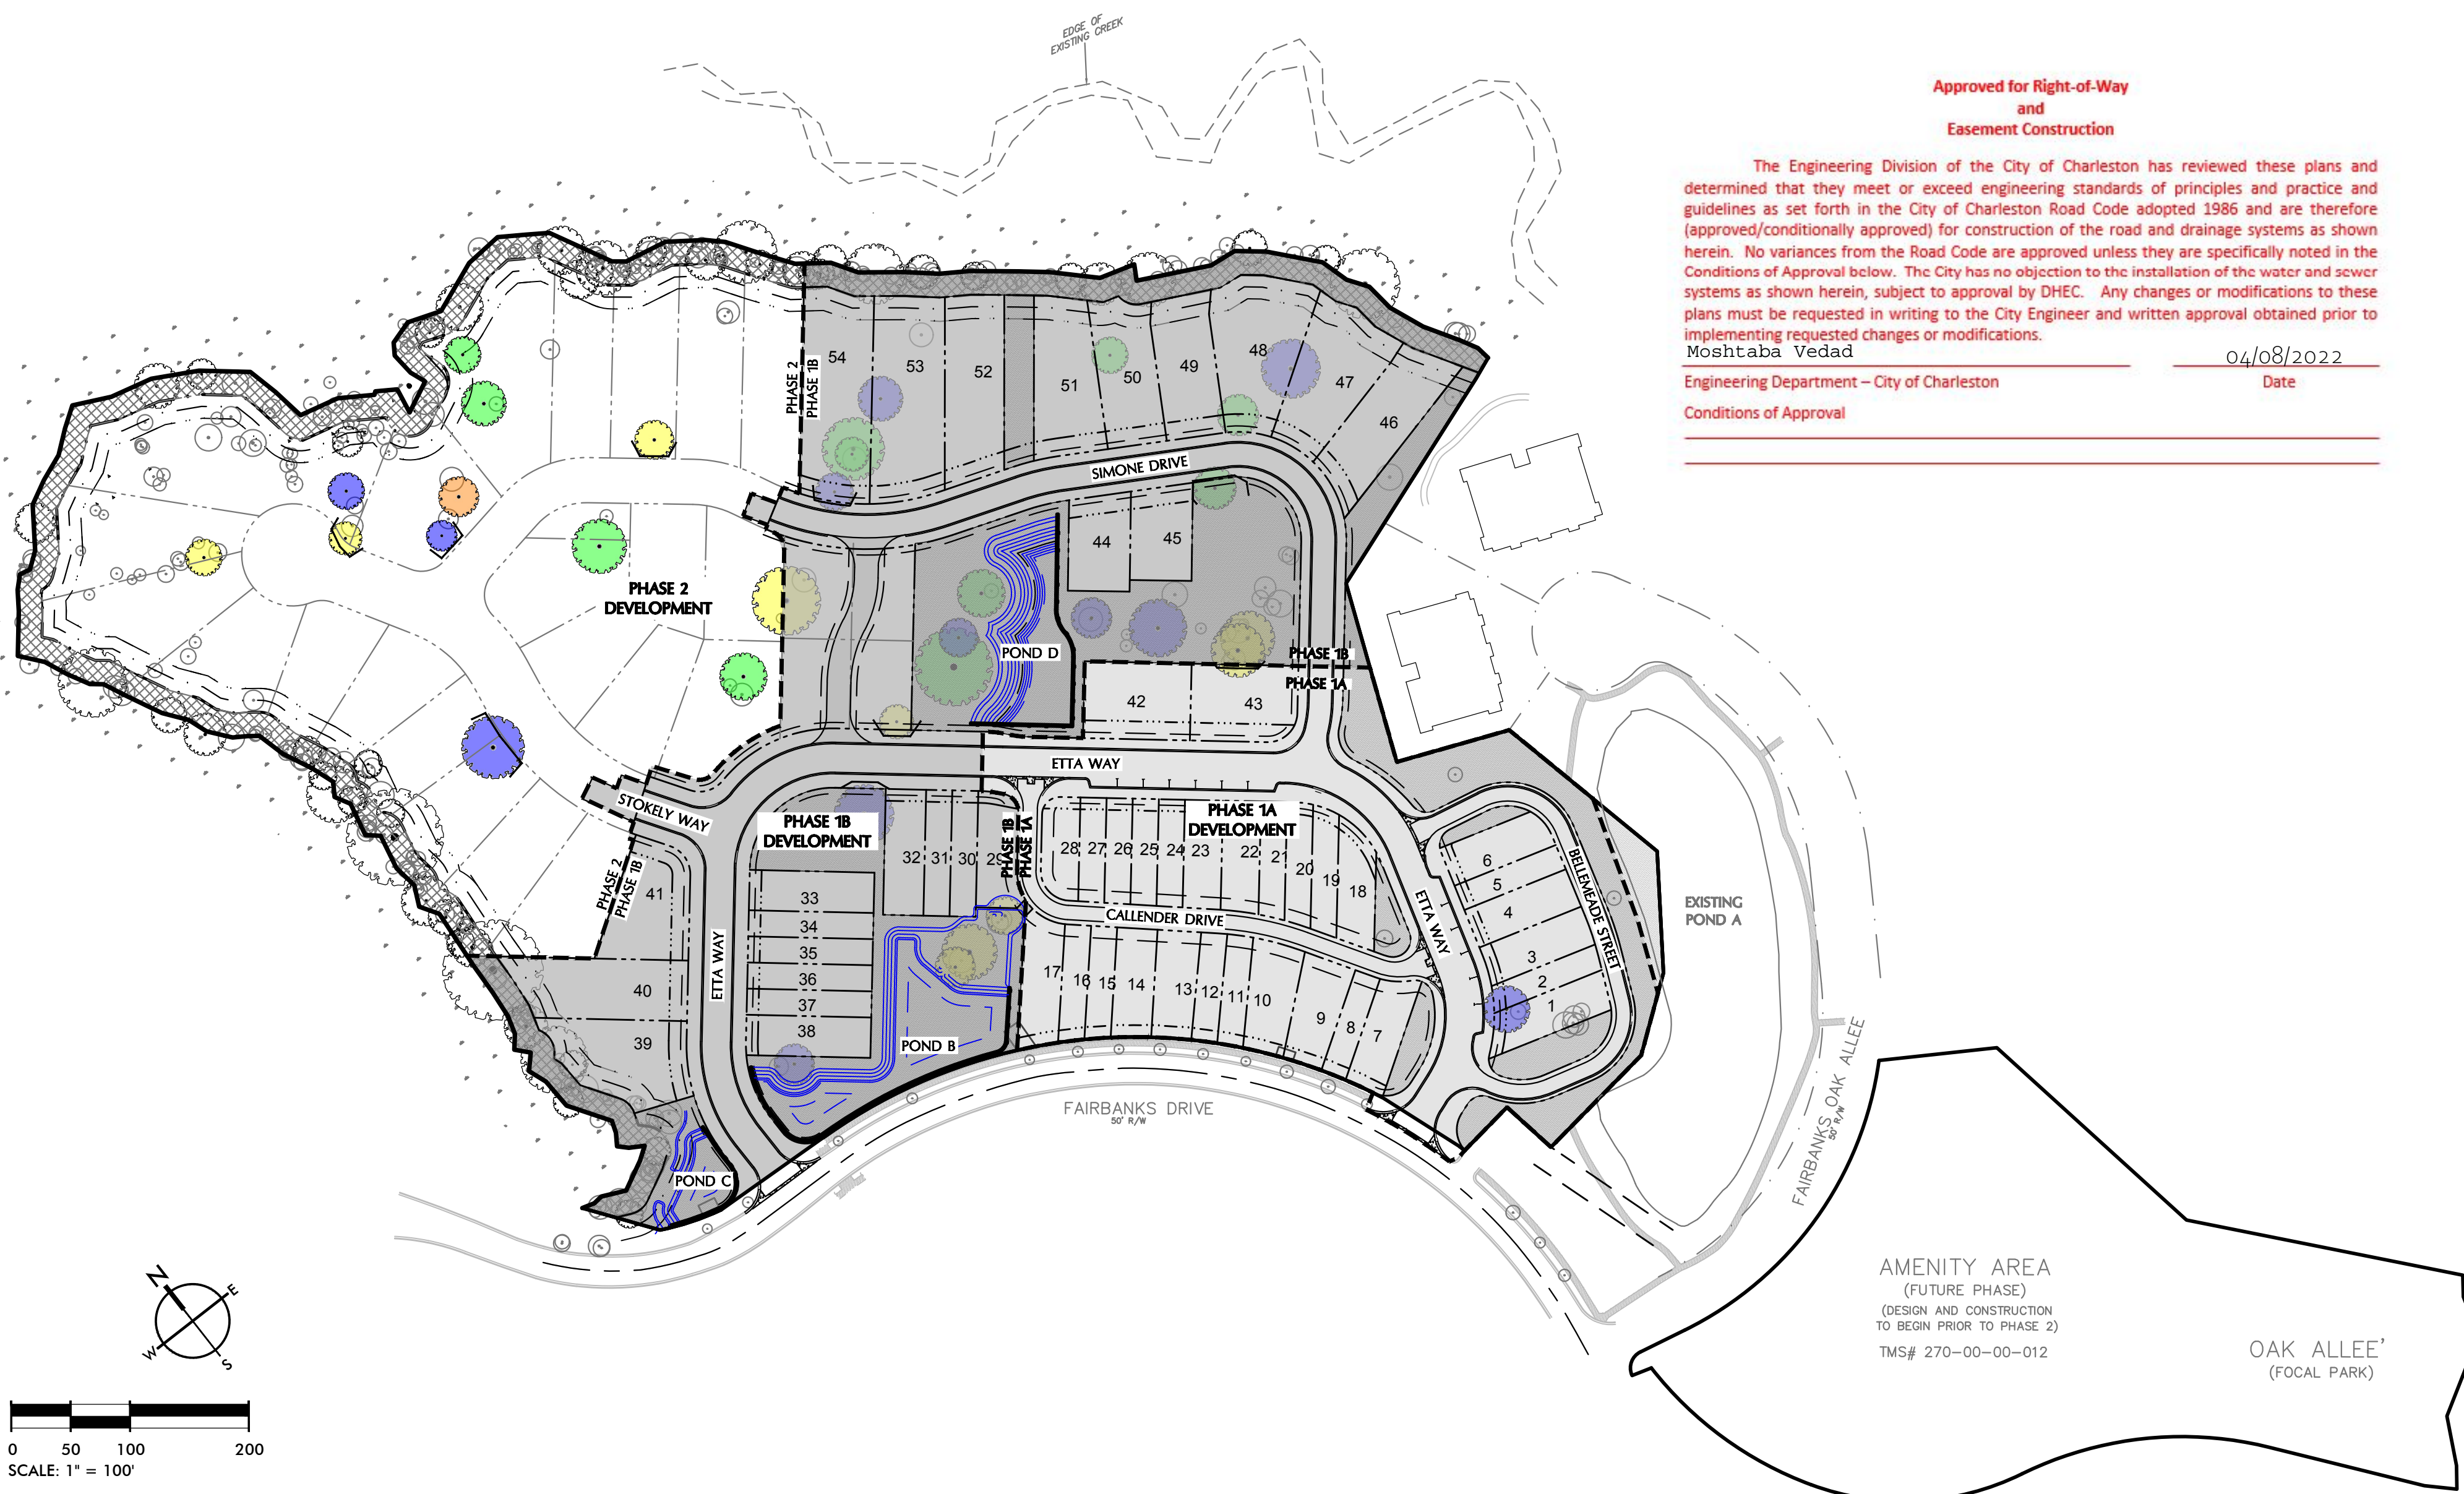 EDGE OF
EXISTING CREEK
Approved for Right-of-Way
and
Easement Construction
The Engineering Division of the City of Charleston has reviewed these plans and
determined that they meet or exceed engineering standards of principles and practice and
guidelines as set forth in the City of Charleston Road Code adopted 1986 and are therefore
(approved/conditionally approved) for construction of the road and drainage systems as shown
herein. No variances from the Road Code are approved unless they are specifically noted in the
Conditions of Approval below. The City has no objection to the installation of the water and sewer
systems as shown herein, subject to approval by DHEC. Any changes or modifications to these
plans must be requested in writing to the City Engineer and written approval obtained prior to
implementing requested changes or modifications.
Moshtaba Vedad
04/08/2022
Engineering Department – City of Charleston
Date
Conditions of Approval
PHASE 2
PHASE 1B
54
53
52
51
50
49
48
47
46
SIMONE DRIVE
44
45
PHASE 2
DEVELOPMENT
POND D
PHASE 1B
PHASE 1A
42
43
ETTA WAY
STOKELY WAY
PHASE 1B
DEVELOPMENT
PHASE 1A
DEVELOPMENT
PHASE 1B
PHASE 1A
32
31
30
29
28
27
26
25
24
23
22
21
20
19
18
6
5
4
3
2
1
BELLEMEADE STREET
ETTA WAY
PHASE 2
PHASE 1B
41
33
34
35
36
37
38
ETTA WAY
40
39
CALLENDER DRIVE
17
16
15
14
13
12
11
10
9
8
7
EXISTING
POND A
POND B
POND C
FAIRBANKS DRIVE
50' R/W
FAIRBANKS OAK ALLEE
50' R/W
N
E
W
S
0
50
100
200
SCALE: 1" = 100'
AMENITY AREA
(FUTURE PHASE)
(DESIGN AND CONSTRUCTION
TO BEGIN PRIOR TO PHASE 2)
TMS# 270-00-00-012
OAK ALLEE'
(FOCAL PARK)